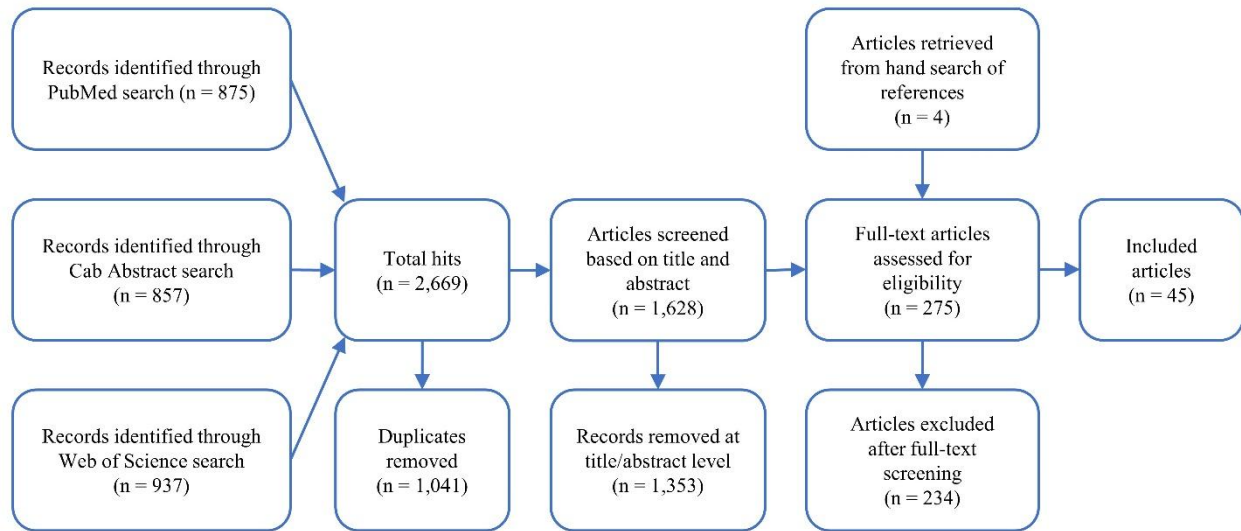 Records identified through
PubMed search (n = 875)
Articles retrieved
from hand search of
references
(n = 4)
Records identified through
Cab Abstract search
(n = 857)
Total hits
(n = 2,669)
Articles screened
based on title and
abstract
(n = 1,628)
Full-text articles
assessed for
eligibility
(n = 275)
Included
articles
(n = 45)
Records identified through
Web of Science search
(n = 937)
Duplicates
removed
(n = 1,041)
Records removed at
title/abstract level
(n = 1,353)
Articles excluded
after full-text
screening
(n = 234)